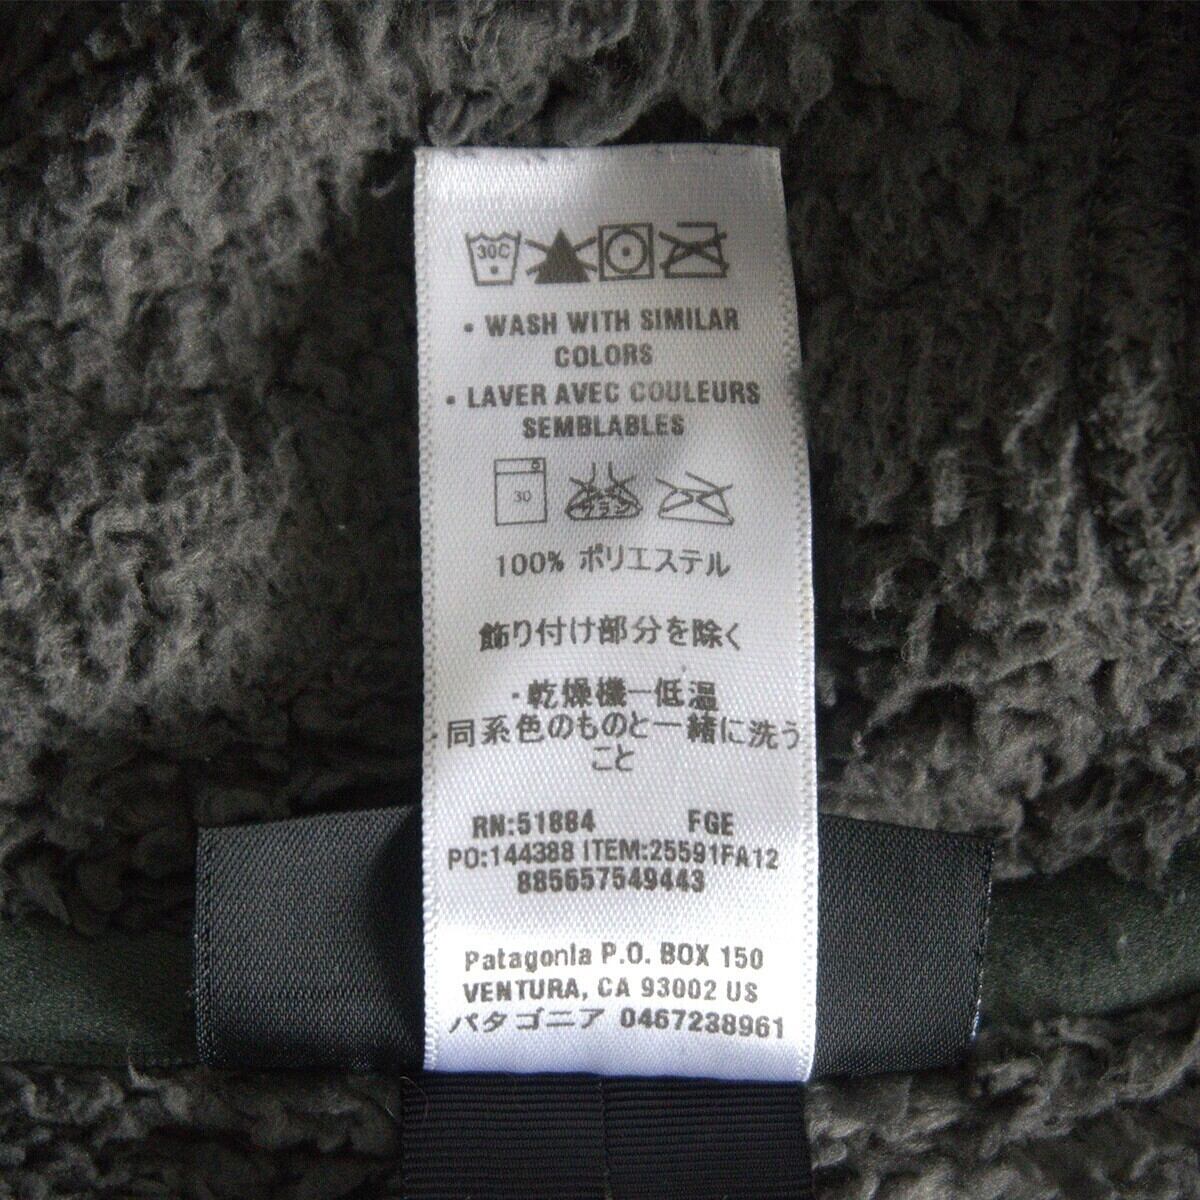 30C
• WASH WITH SIMILAR
COLORS
• LAVER AVEC COULEURS
SEMBLABLES
30 サラシ
100% ポリエステル
飾り付け部分を除く
・乾燥機一低温
・同系色のものと一緒に洗う
こと
RN:51884 FGE
PO:144388 ITEM:25591FA12
885657549443
Patagonia P.O. BOX 150
VENTURA, CA 93002 US
パタゴニア 0467238961